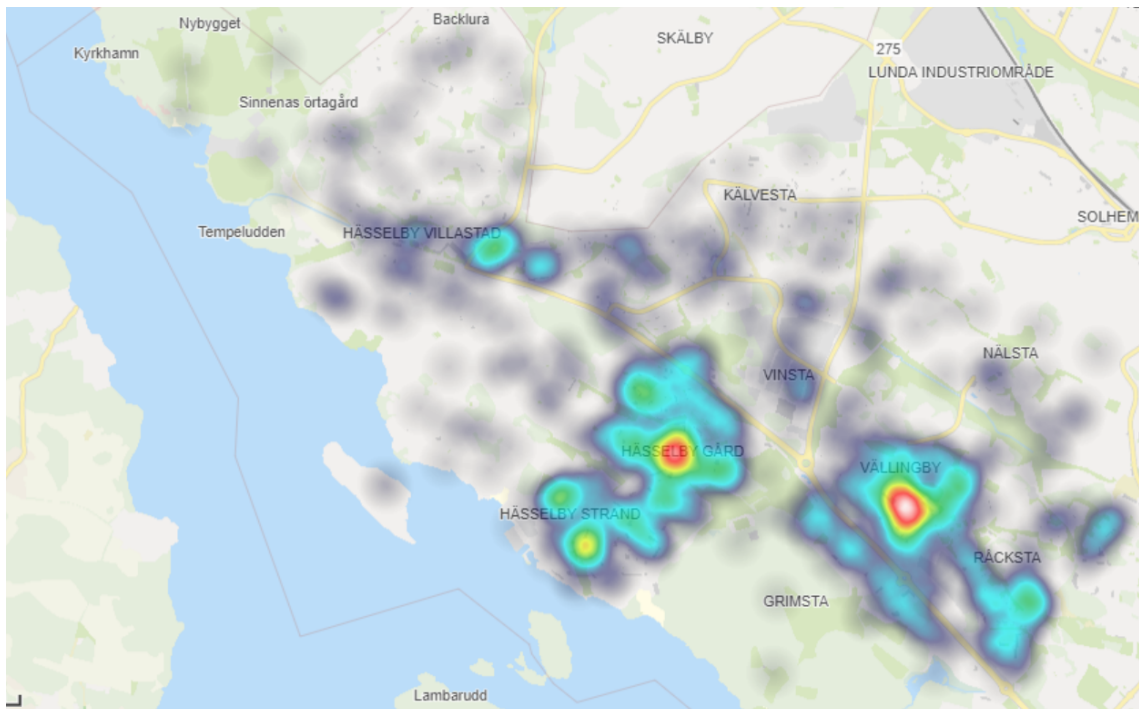 Backlura
Nybygget
SKÄLBY
275
Kyrkhamn
LUNDA INDUSTRIOMRÅDE
Sinnenas örtagård
KÄLVESTA
SOLHEM
Tempeludden
HÄSSELBY VILLASTAD
NÄLSTA
VINSTA
HÄSSELBY GÅRD
VÄLLINGBY
HÄSSELBY STRAND
RÅCKSTA
GRIMSTA
Lambarudd